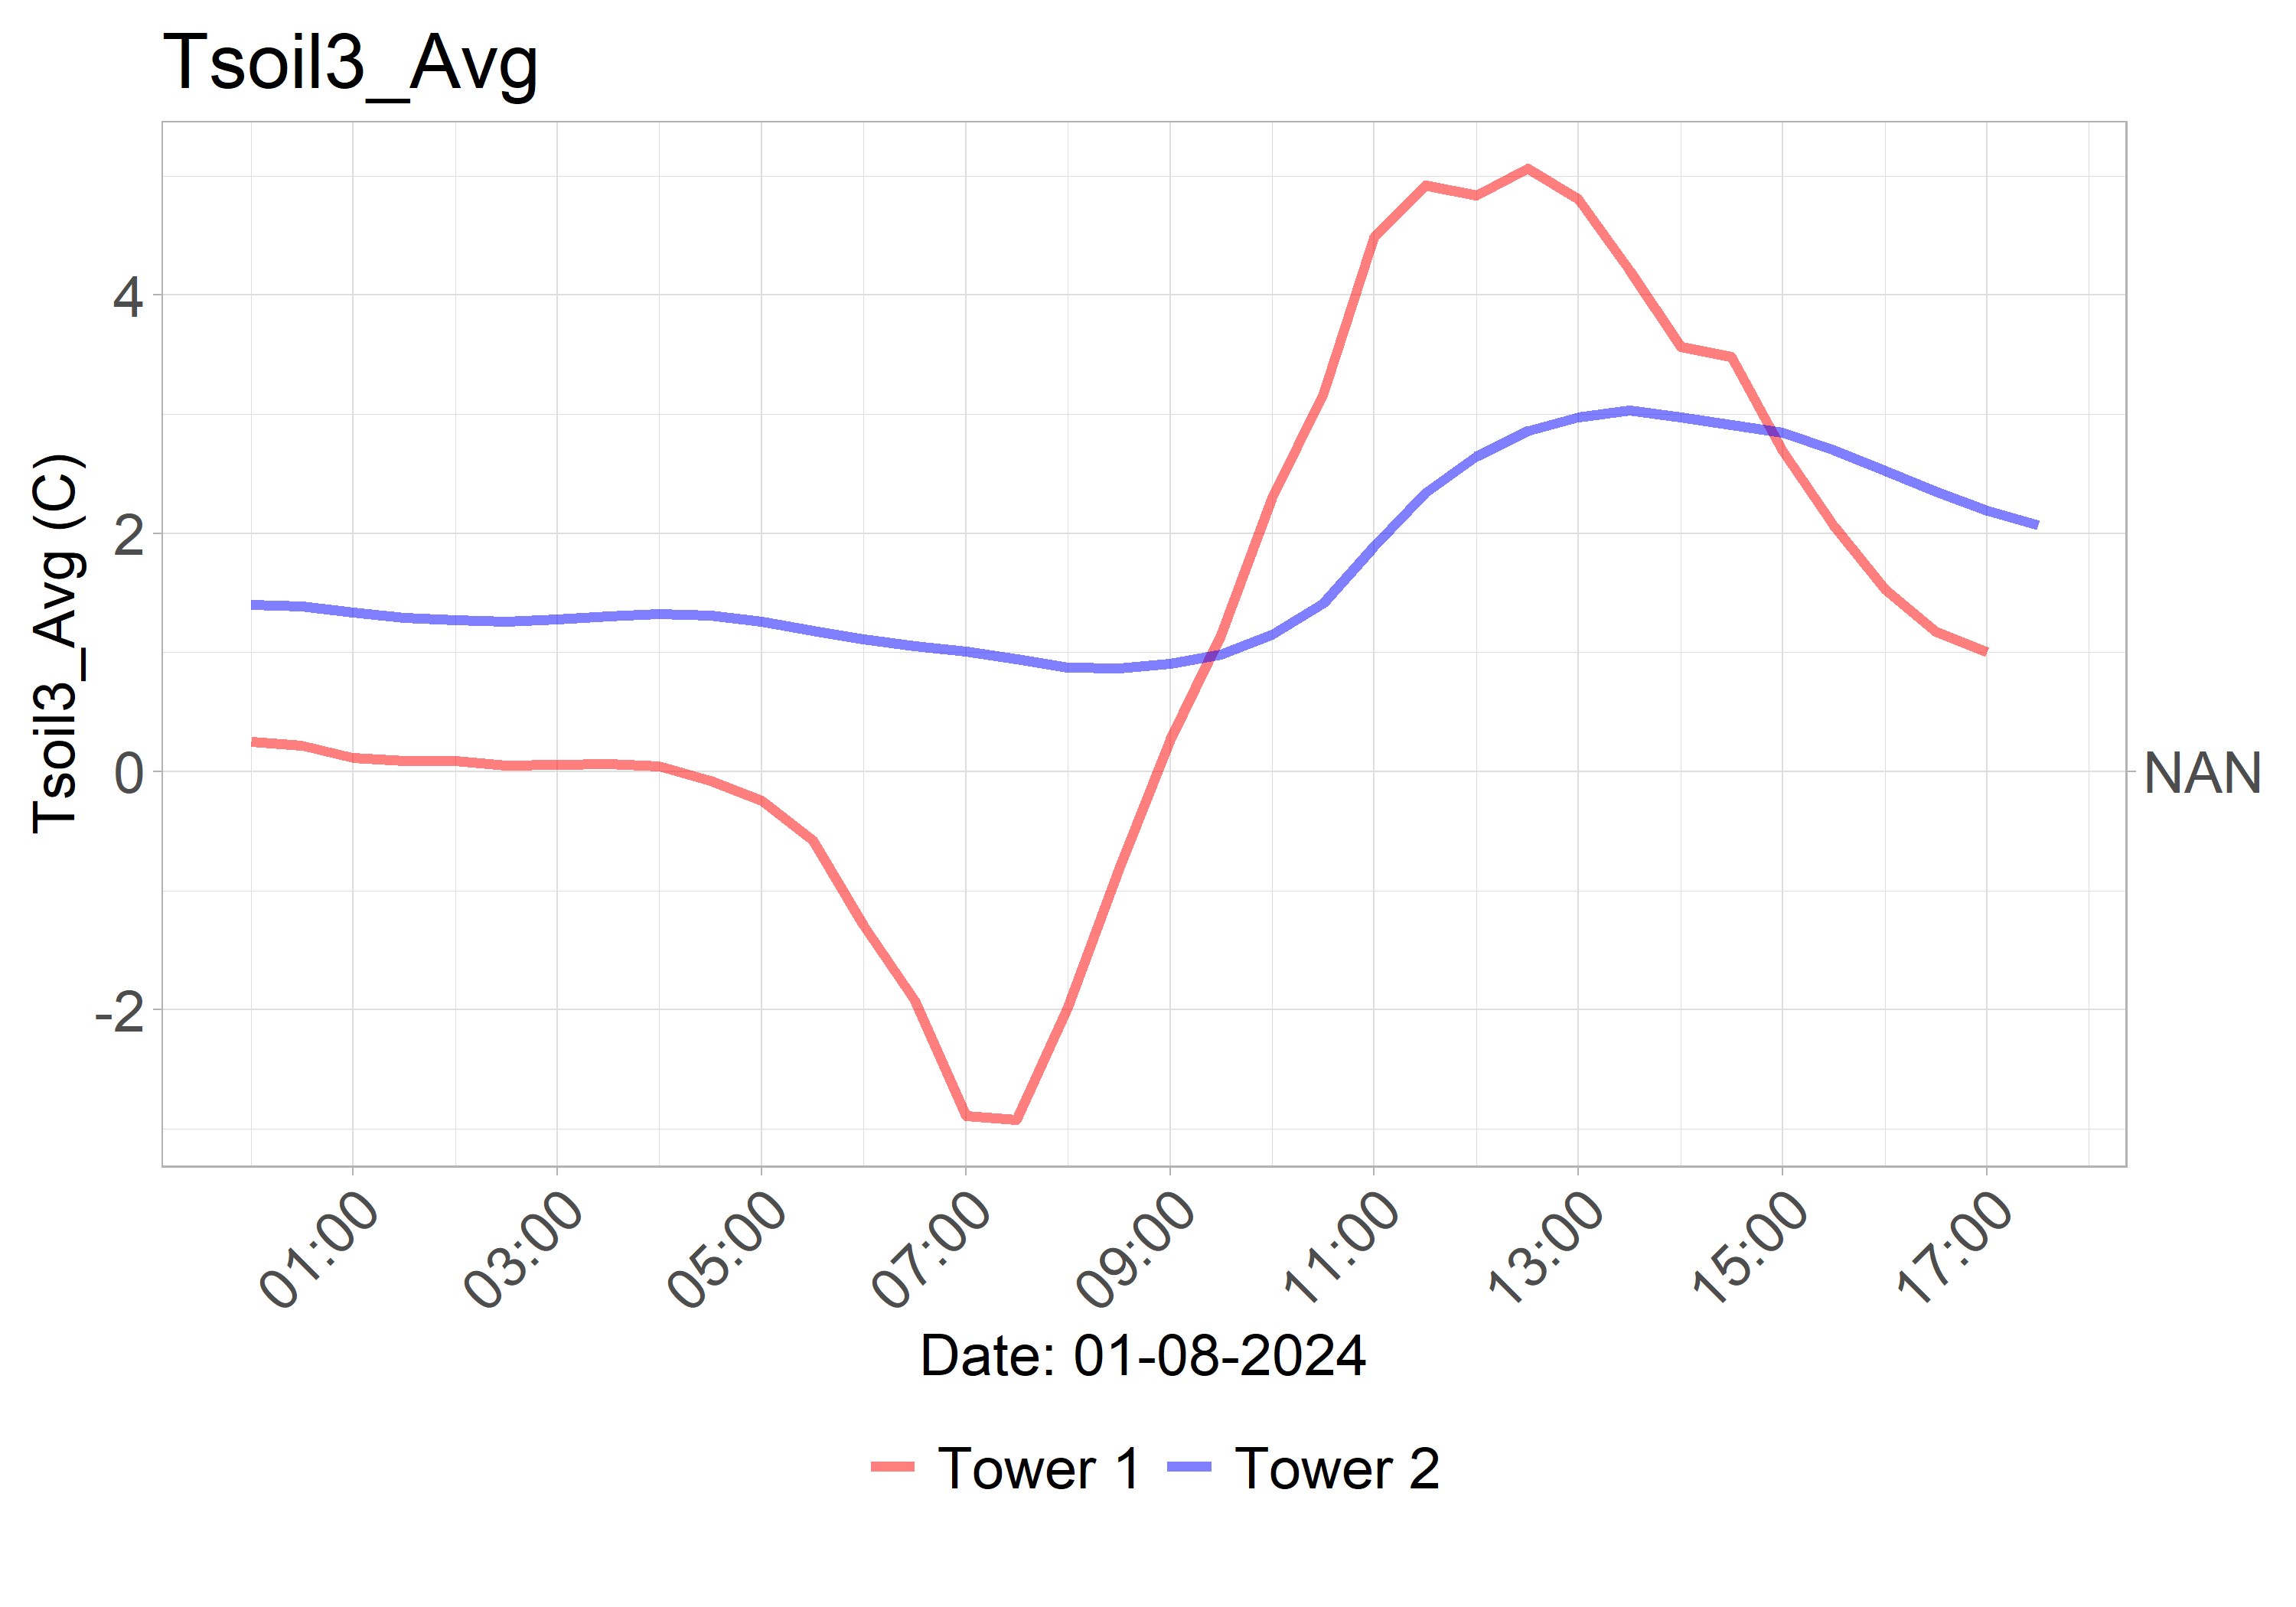 Tsoil3_Avg
Tsoil3_Avg (C)
4
2
0
-2
NAN
01:00
03:00
05:00
07:00
09:00
11:00
13:00
15:00
17:00
Date: 01-08-2024
Tower 1
Tower 2